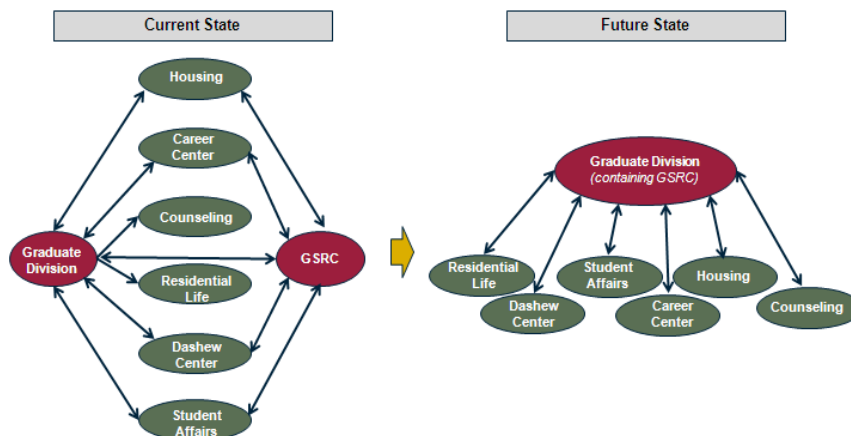 Current State
Future State
Housing
Career
Center
Counseling
Graduate
Division
GSRC
Residential
Life
Dashew
Center
Student
Affairs
Graduate Division
(containing GSRC)
Residential
Life
Dashew
Center
Student
Affairs
Career
Center
Housing
Counseling